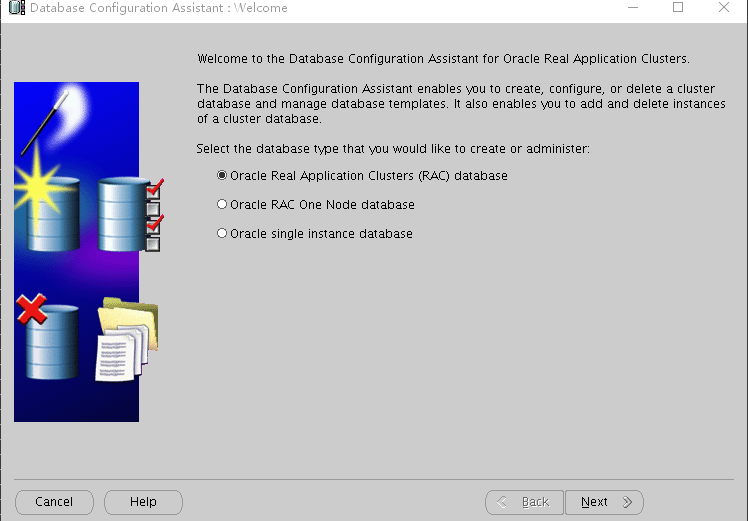 Database Configuration Assistant : Welcome
Welcome to the Database Configuration Assistant for Oracle Real Application Clusters.
The Database Configuration Assistant enables you to create, configure, or delete a cluster
database and manage database templates. It also enables you to add and delete instances
of a cluster database.
Select the database type that you would like to create or administer:
Oracle Real Application Clusters (RAC) database
Oracle RAC One Node database
Oracle single instance database
Cancel
Help
Back
Next